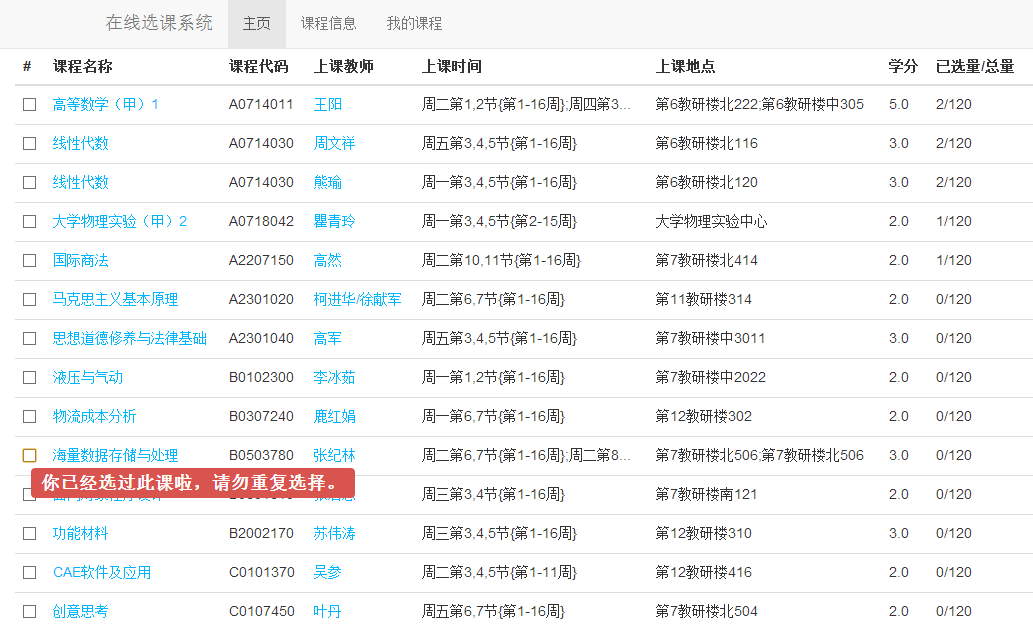 在线选课系统 主页 课程信息 我的课程
# 课程名称 课程代码 上课教师 上课时间 上课地点 学分 已选量/总量
高等数学（甲）1 A0714011 王阳 周二第1,2节{第1-16周};周四第3... 第6教研楼北222;第6教研楼中305 5.0 2/120
线性代数 A0714030 周文祥 周五第3,4,5节{第1-16周} 第6教研楼北116 3.0 2/120
线性代数 A0714030 熊瑜 周一第3,4,5节{第1-16周} 第6教研楼北120 3.0 2/120
大学物理实验（甲）2 A0718042 瞿青玲 周一第3,4,5节{第2-15周} 大学物理实验中心 2.0 1/120
国际商法 A2207150 高然 周二第10,11节{第1-16周} 第7教研楼北414 2.0 1/120
马克思主义基本原理 A2301020 柯进华/徐献军 周二第6,7节{第1-16周} 第11教研楼314 2.0 0/120
思想道德修养与法律基础 A2301040 高军 周五第3,4,5节{第1-16周} 第7教研楼中3011 3.0 0/120
液压与气动 B0102300 李冰茹 周一第1,2节{第1-16周} 第7教研楼中2022 2.0 0/120
物流成本分析 B0307240 鹿红娟 周一第6,7节{第1-16周} 第12教研楼302 2.0 0/120
海量数据存储与处理 B0503780 张纪林 周二第6,7节{第1-16周};周二第8... 第7教研楼北506;第7教研楼北506 3.0 0/120
你已经选过此课啦，请勿重复选择。
周三第3,4节{第1-16周} 第7教研楼南121 2.0 0/120
功能材料 B2002170 苏伟涛 周三第3,4,5节{第1-16周} 第12教研楼310 3.0 0/120
CAE软件及应用 C0101370 吴参 周二第3,4,5节{第1-11周} 第12教研楼416 2.0 0/120
创意思考 C0107450 叶丹 周五第6,7节{第1-16周} 第7教研楼北504 2.0 0/120